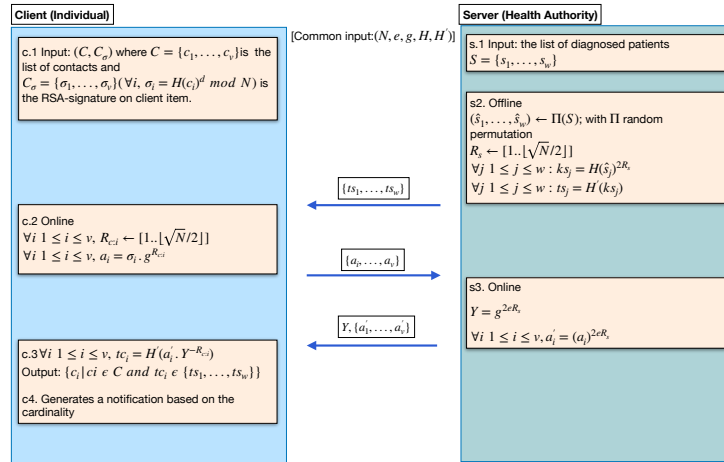 Client (Individual)
Server (Health Authority)
[Common input:(N, e, g, H, H′)]
c.1 Input: (C, C_σ) where C = {c_1, . . . , c_v}is the
list of contacts and
C_σ = {σ_1, . . . , σ_v}( ∀i, σ_i = H(c_i)^d mod N) is
the RSA-signature on client item.
s.1 Input: the list of diagnosed patients
S = {s_1, . . . , s_w}
s2. Offline
(ŝ_1, . . . , ŝ_w) ← Π(S); with Π random
permutation
R_s ← [1..⌊√N/2⌋]
∀j 1 ≤ j ≤ w : ks_j = H(ŝ_j)^{2R_s}
∀j 1 ≤ j ≤ w : ts_j = H′(ks_j)
{ts_1, . . . , ts_w}
c.2 Online
∀i 1 ≤ i ≤ v, R_{c:i} ← [1..⌊√N/2⌋]
∀i 1 ≤ i ≤ v, a_i = σ_i . g^{R_{c:i}}
{a_i, . . . , a_v}
s3. Online
Y = g^{2eR_s}
∀i 1 ≤ i ≤ v, a′_i = (a_i)^{2eR_s}
Y, {a′_1, . . . , a′_v}
c.3 ∀i 1 ≤ i ≤ v, tc_i = H′(a′_i . Y^{−R_{c:i}})
Output: {c_i | ci ϵ C and tc_i ϵ {ts_1, . . . , ts_w}}
c4. Generates a notification based on the
cardinality